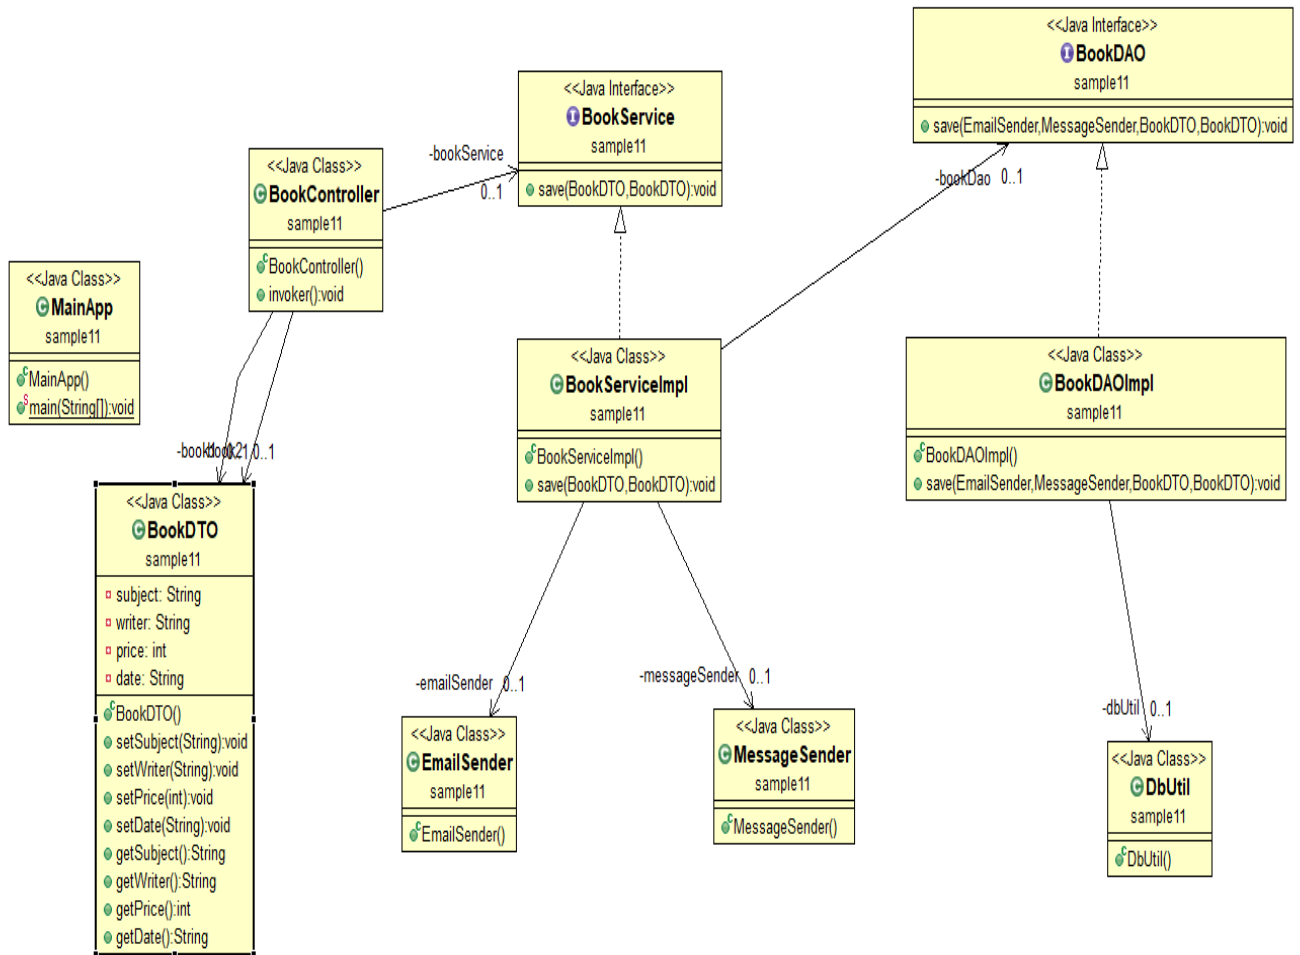 <<Java Interface>>
BookDAO
sample11
save(EmailSender,MessageSender,BookDTO,BookDTO):void
<<Java Interface>>
BookService
sample11
save(BookDTO,BookDTO):void
-bookService
0..1
-bookDao 0..1
<<Java Class>>
BookController
sample11
BookController()
invoker():void
<<Java Class>>
MainApp
sample11
MainApp()
main(String[]):void
<<Java Class>>
BookServiceImpl
sample11
BookServiceImpl()
save(BookDTO,BookDTO):void
<<Java Class>>
BookDAOImpl
sample11
BookDAOImpl()
save(EmailSender,MessageSender,BookDTO,BookDTO):void
0..1
<<Java Class>>
BookDTO
sample11
subject: String
writer: String
price: int
date: String
BookDTO()
setSubject(String):void
setWriter(String):void
setPrice(int):void
setDate(String):void
getSubject():String
getWriter():String
getPrice():int
getDate():String
-emailSender 0..1
-messageSender 0..1
-dbUtil 0..1
<<Java Class>>
EmailSender
sample11
EmailSender()
<<Java Class>>
MessageSender
sample11
MessageSender()
<<Java Class>>
DbUtil
sample11
DbUtil()